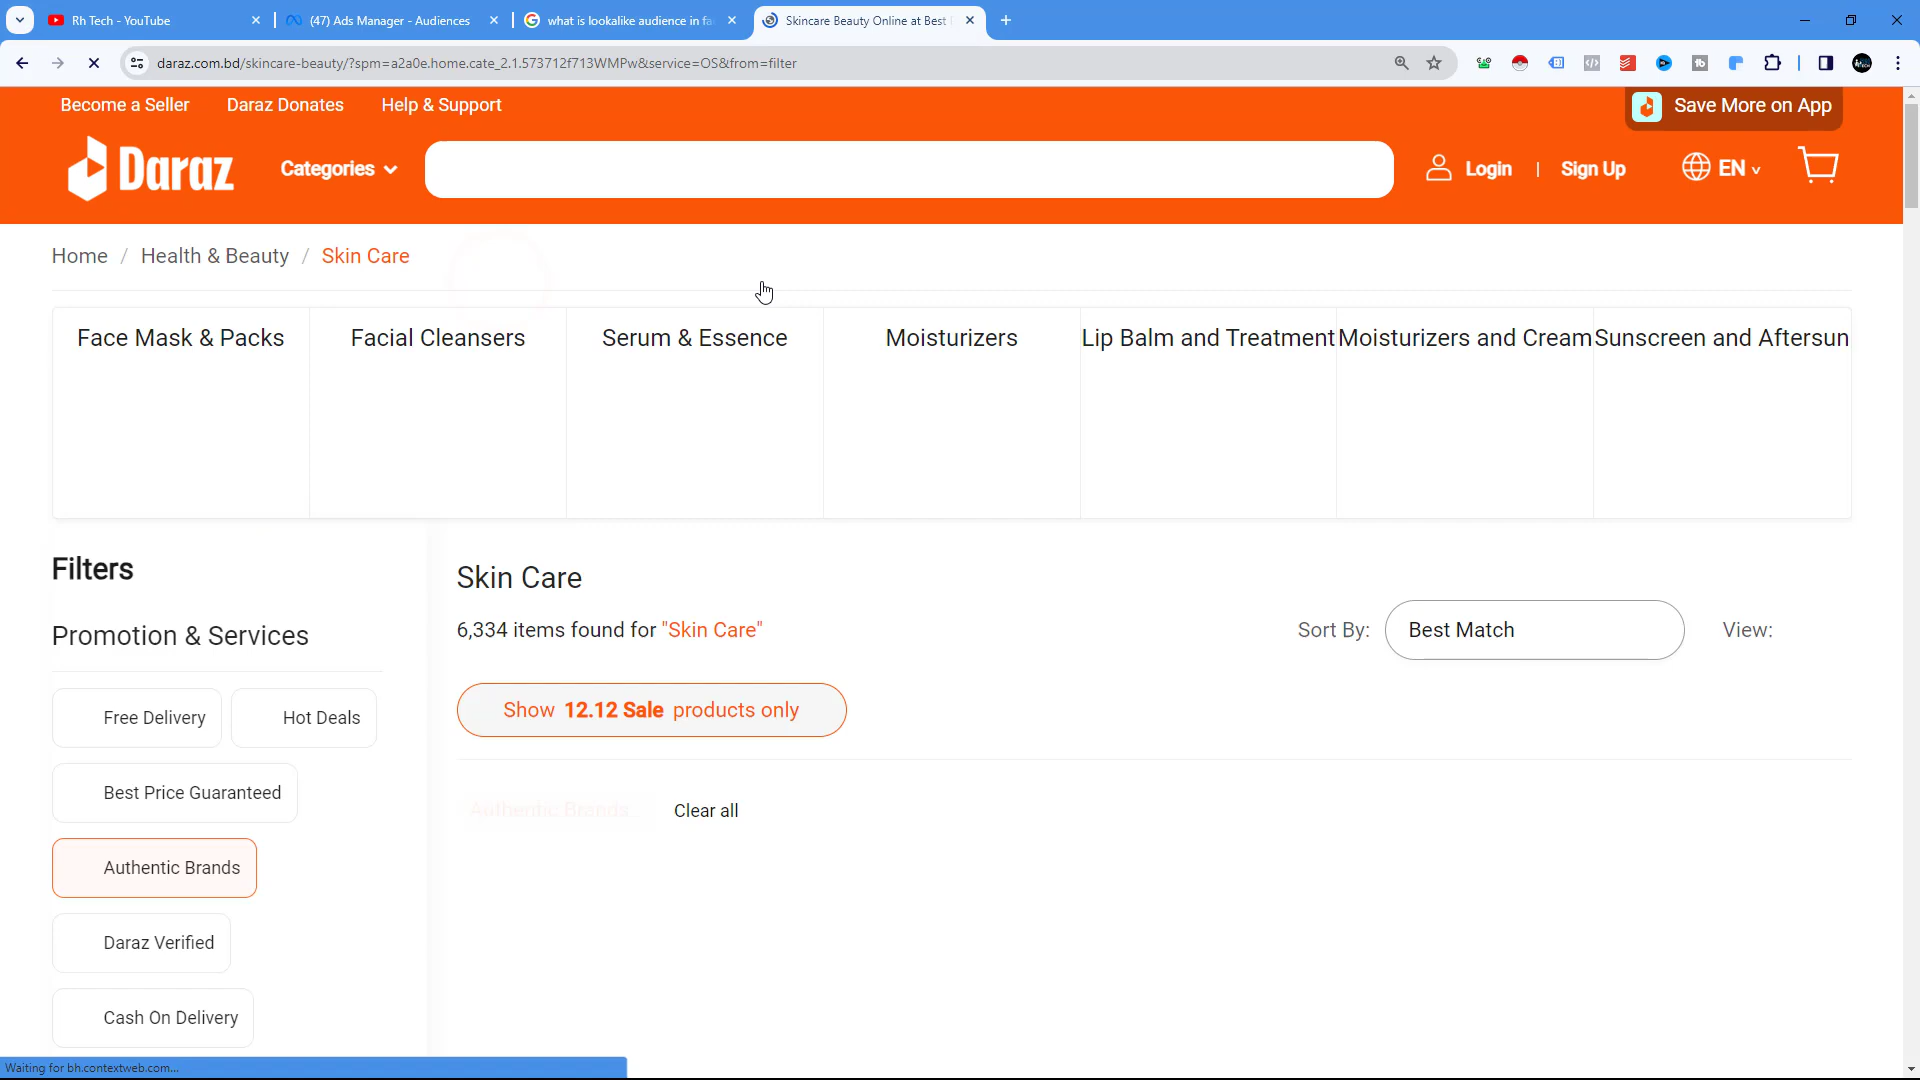 Rh Tech - YouTube
(47) Ads Manager - Audiences
what is lookalike audience in fa
Skincare Beauty Online at Best
daraz.com.bd/skincare-beauty/?spm=a2a0e.home.cate_2.1.573712f713WMPw&service=OS&from=filter
Become a Seller Daraz Donates Help & Support Save More on App
Daraz Categories Login | Sign Up EN
Home / Health & Beauty / Skin Care
Face Mask & Packs Facial Cleansers Serum & Essence Moisturizers Lip Balm and Treatment Moisturizers and Cream Sunscreen and Aftersun
Filters
Skin Care
Promotion & Services
6,334 items found for "Skin Care"
Sort By: Best Match View:
Free Delivery Hot Deals
Show 12.12 Sale products only
Best Price Guaranteed
Authentic Brands Clear all
Authentic Brands
Daraz Verified
Cash On Delivery
Waiting for bh.contextweb.com...